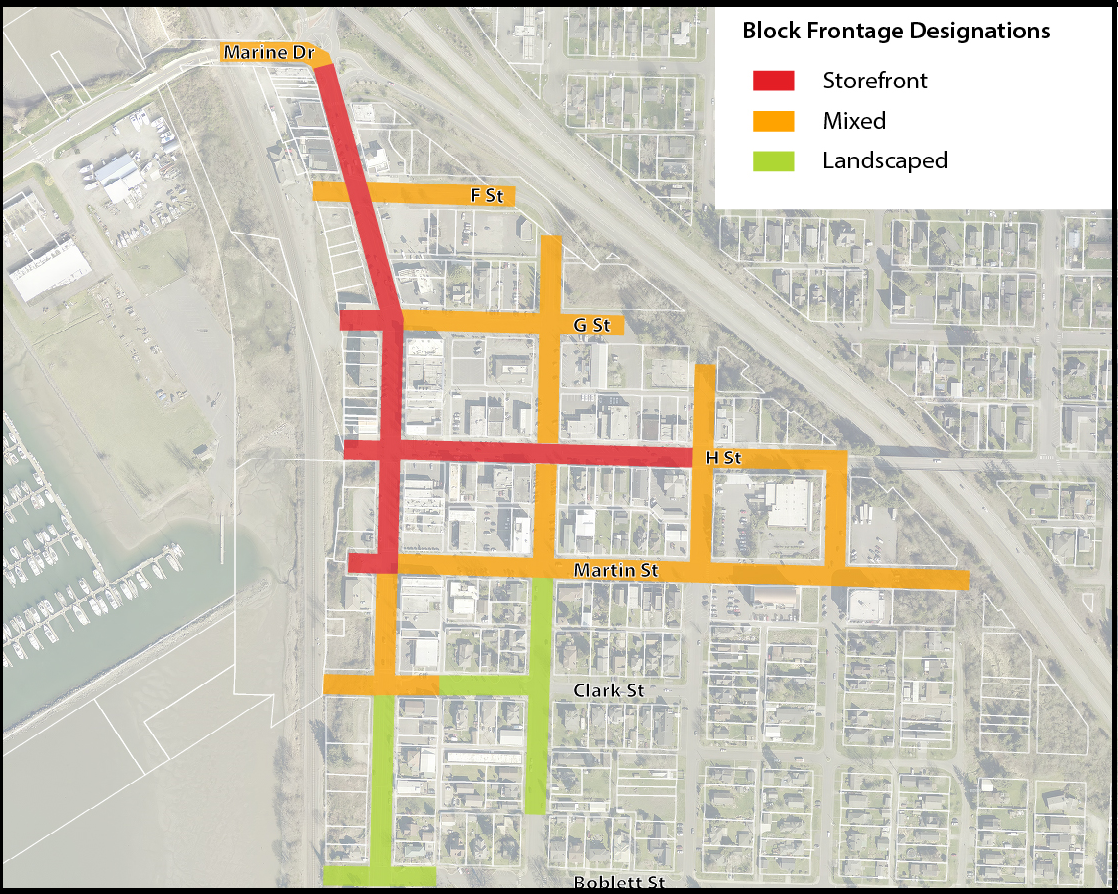 Block Frontage Designations
Storefront
Mixed
Landscaped
Marine Dr
F St
G St
H St
Martin St
Clark St
Boblett St